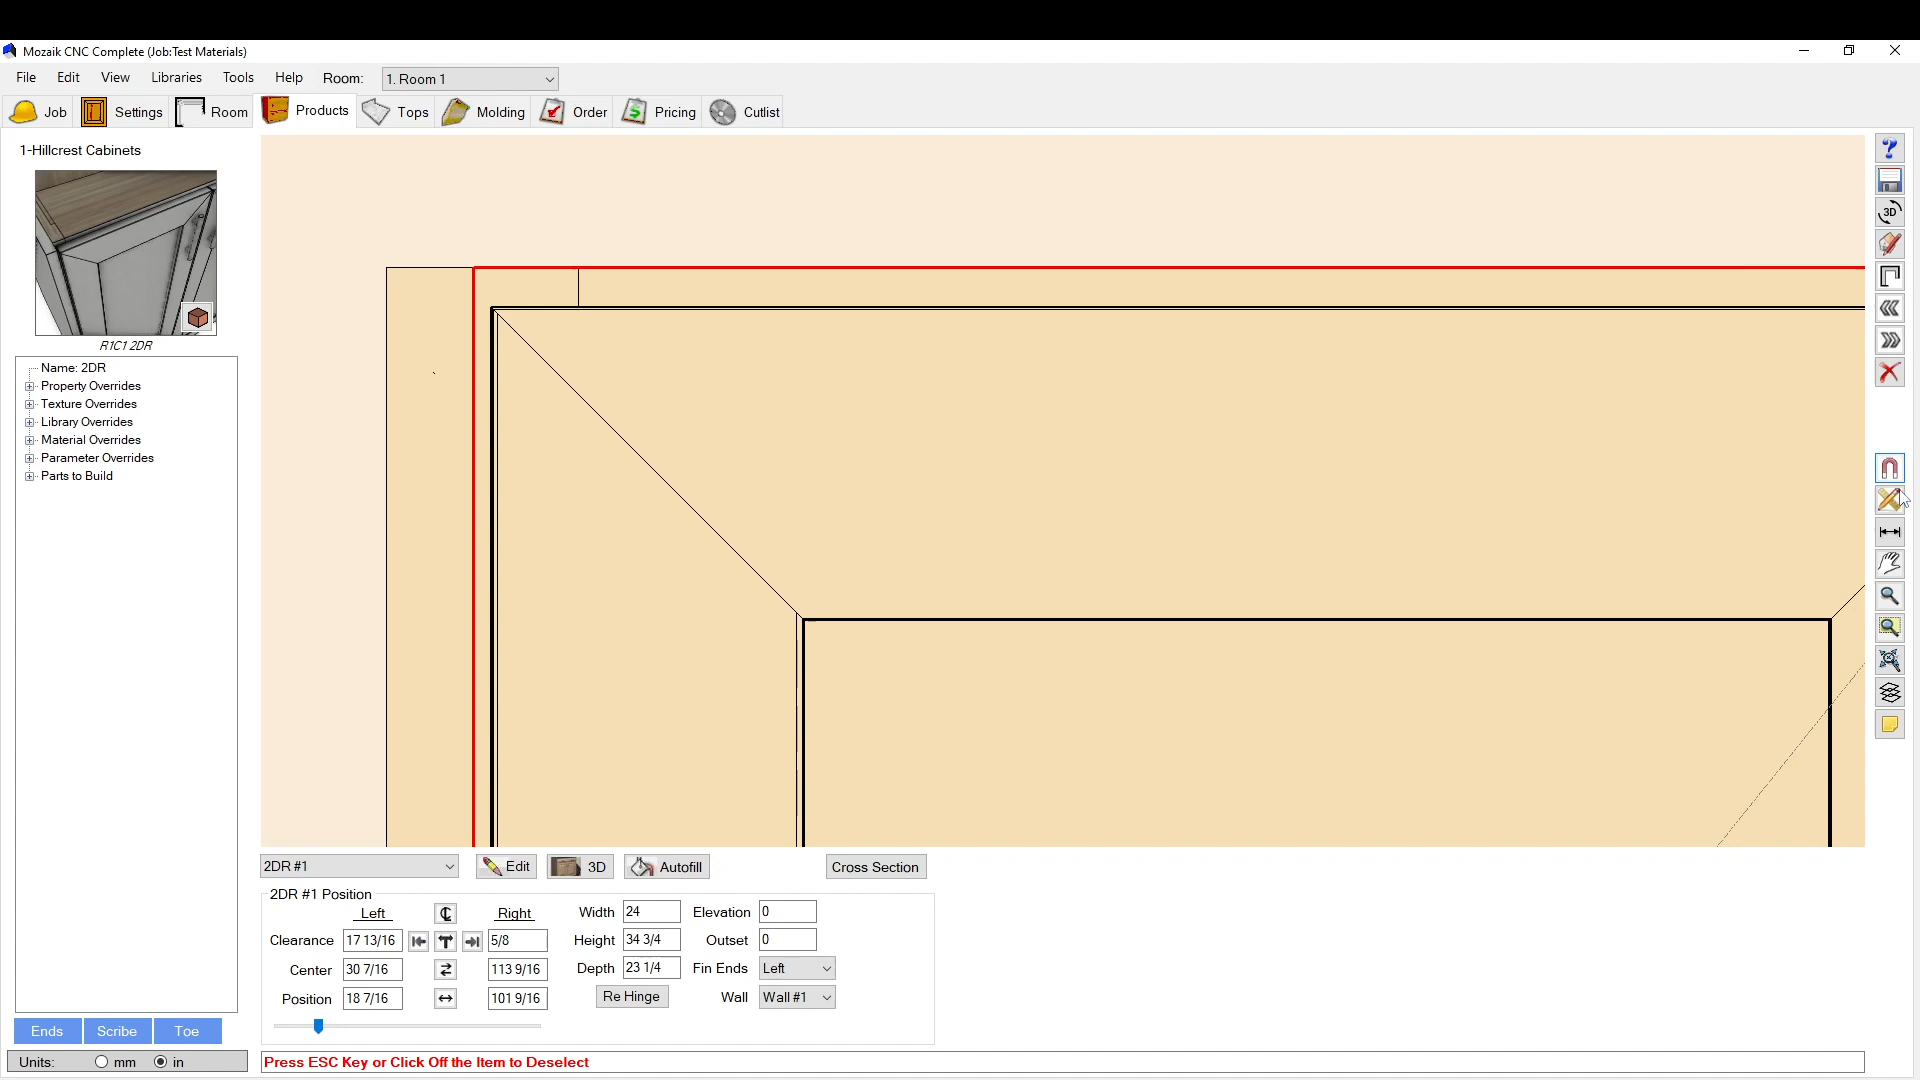 Mozaik CNC Complete (Job:Test Materials)
File Edit View Libraries Tools Help Room: 1. Room 1
Job Settings Room Products Tops Molding Order Pricing Cutlist
1-Hillcrest Cabinets
R1C1 2DR
Name: 2DR
Property Overrides
Texture Overrides
Library Overrides
Material Overrides
Parameter Overrides
Parts to Build
3D
2DR #1 Edit 3D Autofill Cross Section
2DR #1 Position
Left Right Width 24 Elevation 0
Clearance 17 13/16 5/8 Height 34 3/4 Outset 0
Center 30 7/16 113 9/16 Depth 23 1/4 Fin Ends Left
Position 18 7/16 101 9/16 Re Hinge Wall Wall #1
Ends Scribe Toe
Units: mm in
Press ESC Key or Click Off the Item to Deselect